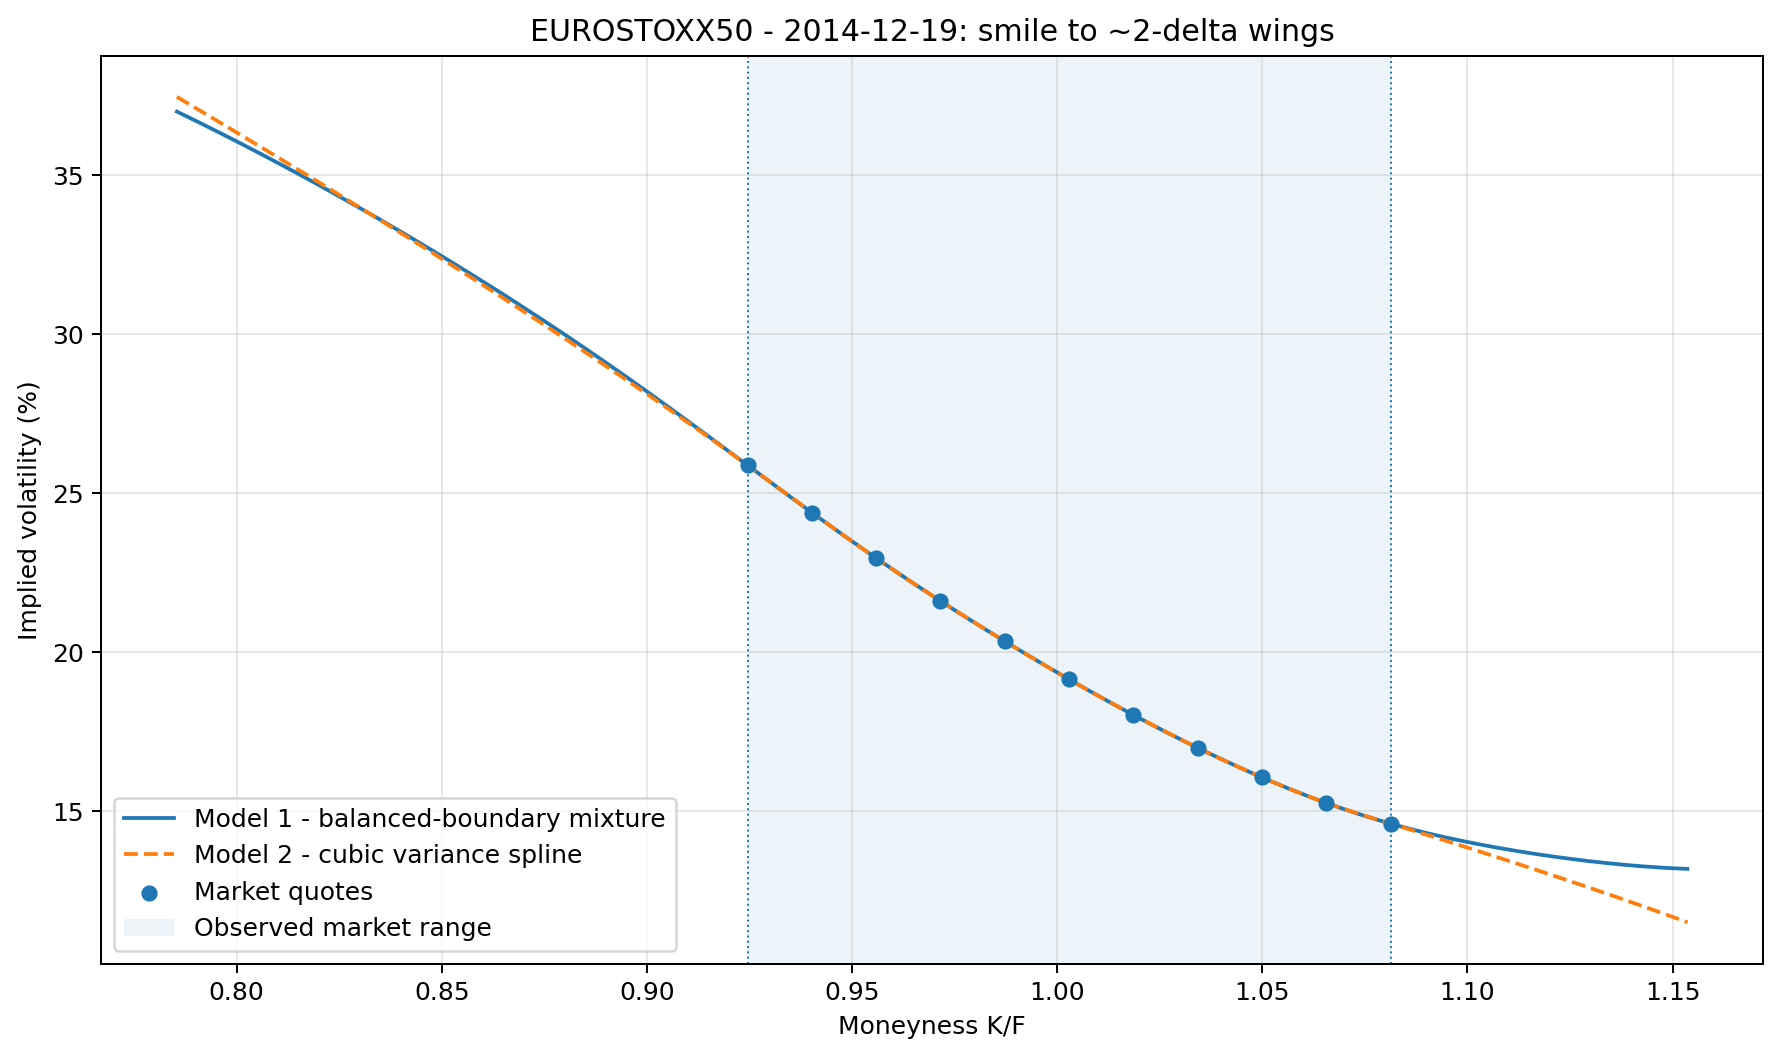 EUROSTOXX50 - 2014-12-19: smile to ~2-delta wings
Implied volatility (%)
35
30
25
20
15
Model 1 - balanced-boundary mixture
Model 2 - cubic variance spline
Market quotes
Observed market range
0.80 0.85 0.90 0.95 1.00 1.05 1.10 1.15
Moneyness K/F